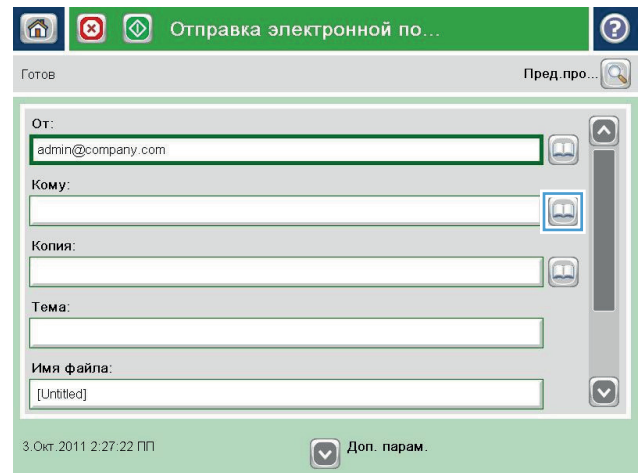 Отправка электронной по...
Готов
Пред.про...
От:
admin@company.com
Кому:
Копия:
Тема:
Имя файла:
[Untitled]
3.Окт.2011 2:27:22 ПП
Доп. парам.